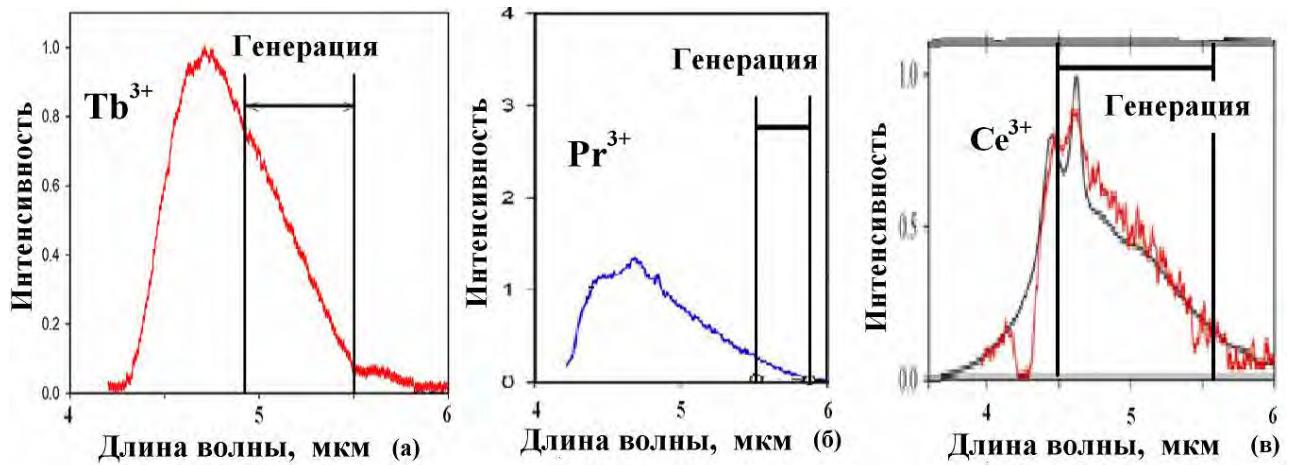 Интенсивность
1.0
0.8
0.6
0.4
0.2
0.0
Генерация
Tb3+
4
5
6
Длина волны, мкм (а)
Интенсивность
4
3
2
1
0
Генерация
Pr3+
4
5
6
Длина волны, мкм (б)
Интенсивность
1.0
0.5
0.0
Генерация
Ce3+
4
5
6
Длина волны, мкм (в)